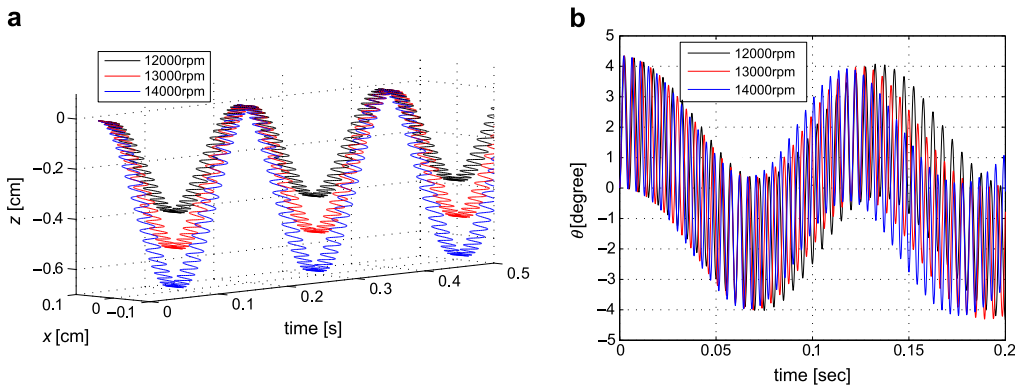 a
12000rpm
13000rpm
14000rpm
0
−0.2
−0.4
−0.6
z [cm]
0.1
0
−0.1
x [cm]
0
0.1
0.2
0.3
0.4
0.5
time [s]
b
12000rpm
13000rpm
14000rpm
5
4
3
2
1
0
−1
−2
−3
−4
−5
θ [degree]
0
0.05
0.1
0.15
0.2
time [sec]